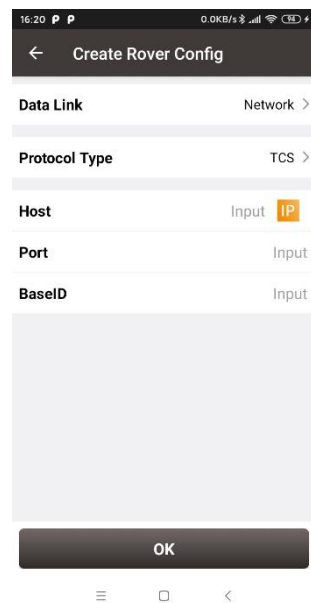 16:20 P P 0.0KB/s 94
Create Rover Config
Data Link Network >
Protocol Type TCS >
Host Input IP
Port Input
BaseID Input
OK